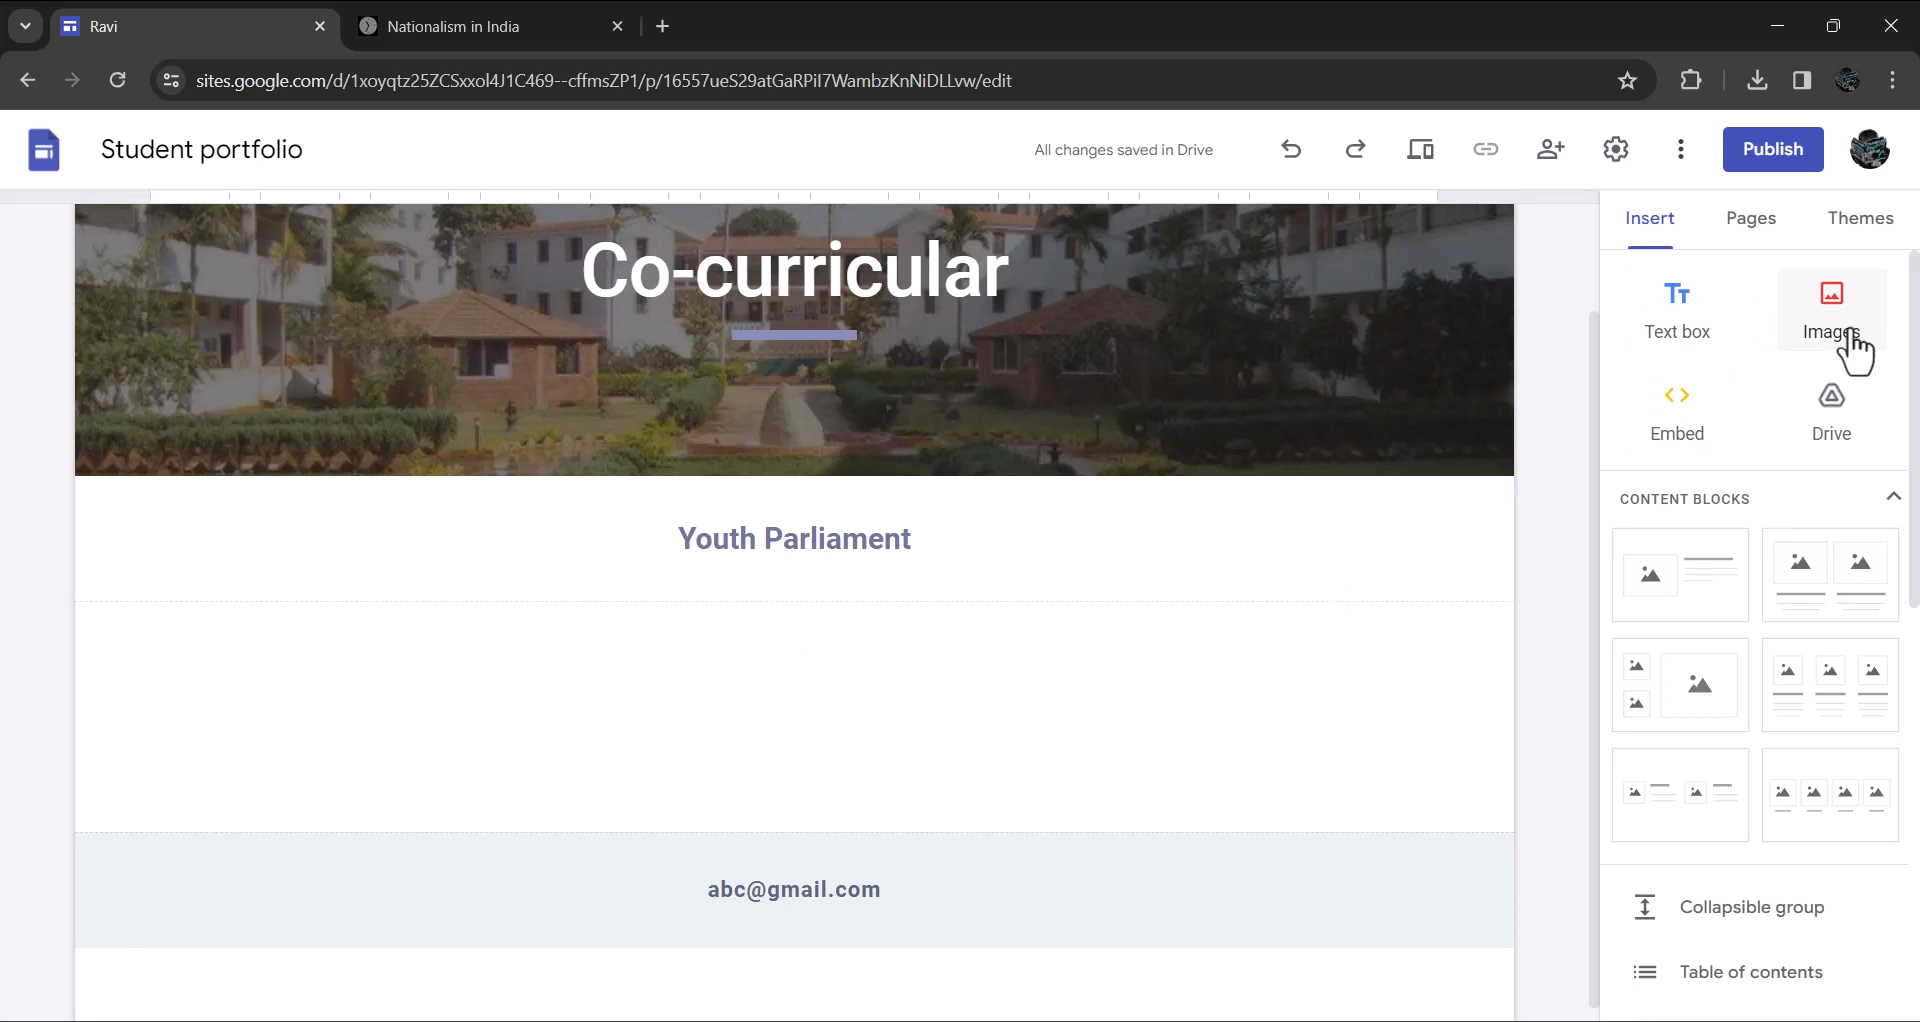 Ravi
Nationalism in India
sites.google.com/d/1xoyqtz25ZCSxxol4J1C469--cffmsZP1/p/16557ueS29atGaRPil7WambzKnNiDLLvw/edit
Student portfolio
All changes saved in Drive
Publish
Insert
Pages
Themes
Co-curricular
Text box
Images
Embed
Drive
CONTENT BLOCKS
Youth Parliament
abc@gmail.com
Collapsible group
Table of contents